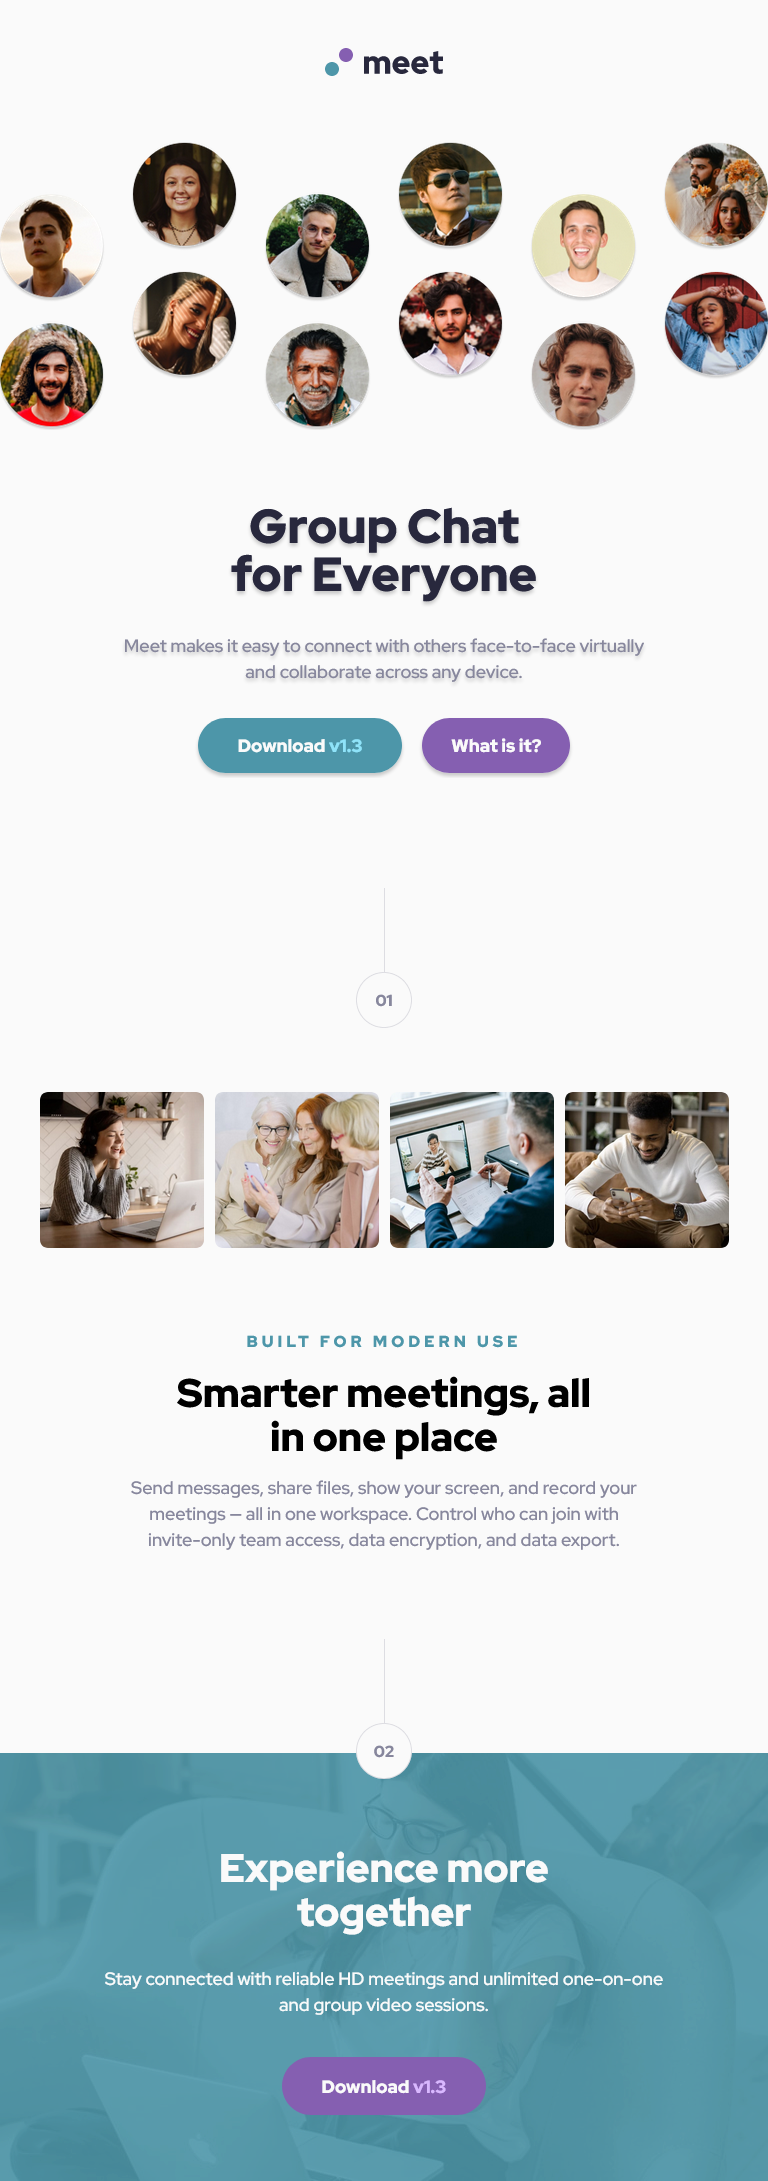 meet
Group Chat
for Everyone
Meet makes it easy to connect with others face-to-face virtually
and collaborate across any device.
Download v1.3
What is it?
01
BUILT FOR MODERN USE
Smarter meetings, all
in one place
Send messages, share files, show your screen, and record your
meetings — all in one workspace. Control who can join with
invite-only team access, data encryption, and data export.
02
Experience more
together
Stay connected with reliable HD meetings and unlimited one-on-one
and group video sessions.
Download v1.3